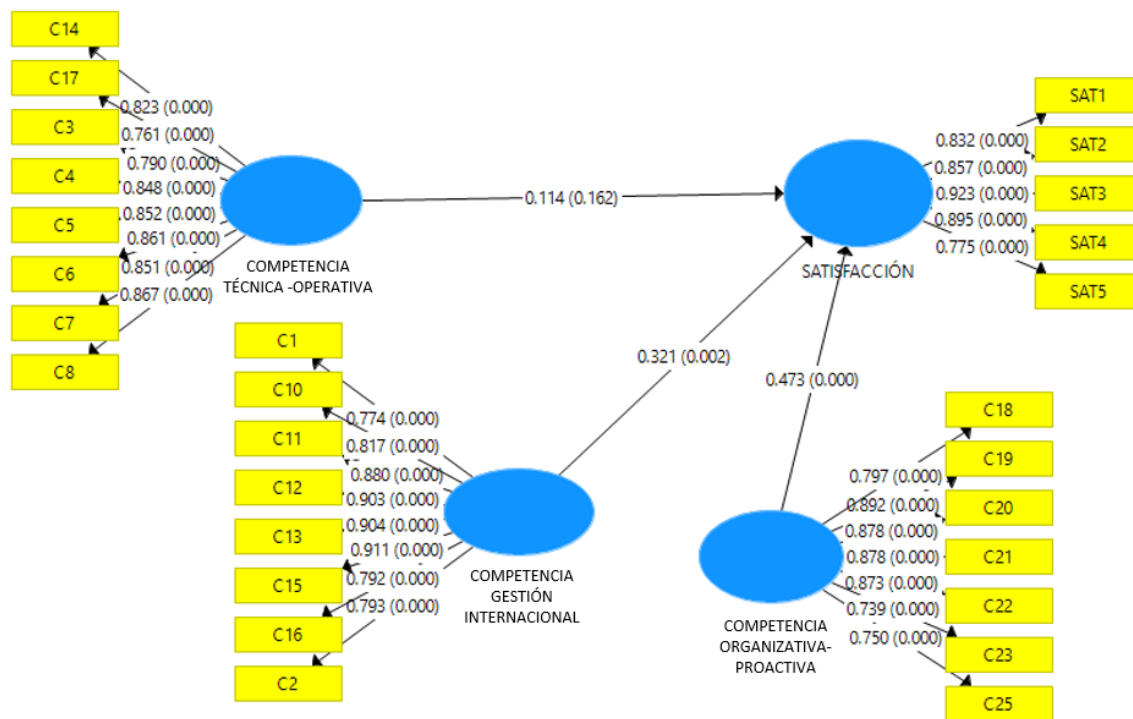 C14
C17
C3
C4
C5
C6
C7
C8
0.823 (0.000)
0.761 (0.000)
0.790 (0.000)
0.848 (0.000)
0.852 (0.000)
0.861 (0.000)
0.851 (0.000)
0.867 (0.000)
COMPETENCIA
TÉCNICA -OPERATIVA
0.114 (0.162)
SATISFACCIÓN
0.832 (0.000)
0.857 (0.000)
0.923 (0.000)
0.895 (0.000)
0.775 (0.000)
SAT1
SAT2
SAT3
SAT4
SAT5
C1
C10
C11
C12
C13
C15
C16
C2
0.774 (0.000)
0.817 (0.000)
0.880 (0.000)
0.903 (0.000)
0.904 (0.000)
0.911 (0.000)
0.792 (0.000)
0.793 (0.000)
COMPETENCIA
GESTIÓN
INTERNACIONAL
0.321 (0.002)
0.473 (0.000)
COMPETENCIA
ORGANIZATIVA-
PROACTIVA
0.797 (0.000)
0.892 (0.000)
0.878 (0.000)
0.878 (0.000)
0.873 (0.000)
0.739 (0.000)
0.750 (0.000)
C18
C19
C20
C21
C22
C23
C25